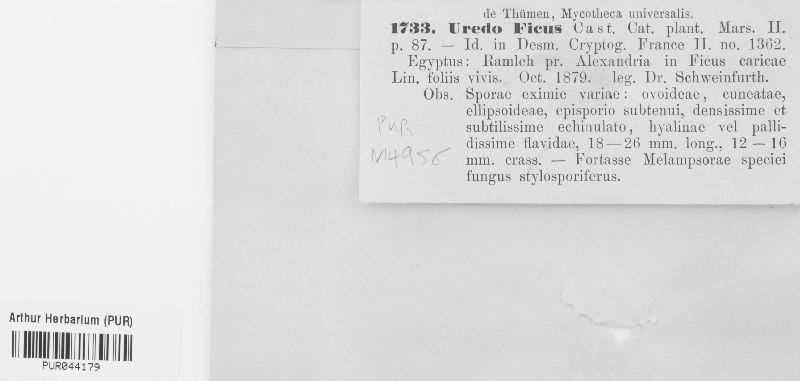 de Thümen, Mycotheca universalis.
1733. Uredo Ficus Cast. Cat. plant. Mars. II.
p. 87. — Id. in Desm. Cryptog. France II. no. 1362.
Egyptus: Ramleh pr. Alexandria in Ficus caricae
Lin. foliis vivis. Oct. 1879. leg. Dr. Schweinfurth.
Obs. Sporae eximie variae: ovoideae, cuneatae,
ellipsoideae, episporio subtenui, densissime et
subtilissime echinulato, hyalinae vel palli-
dissime flavidae, 18—26 mm. long., 12—16
mm. crass. — Fortasse Melampsorae speciei
fungus stylosporiferus.
PUR
N4956
Arthur Herbarium (PUR)
PUR044179